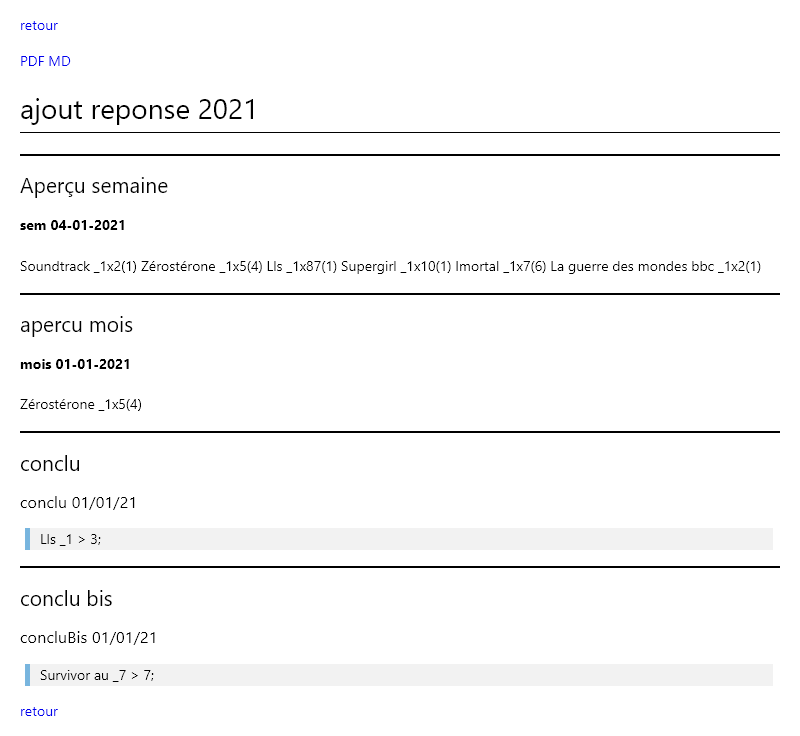 retour
PDF MD
ajout reponse 2021
Aperçu semaine
sem 04-01-2021
Soundtrack _1x2(1) Zérostérone _1x5(4) Lls _1x87(1) Supergirl _1x10(1) Imortal _1x7(6) La guerre des mondes bbc _1x2(1)
apercu mois
mois 01-01-2021
Zérostérone _1x5(4)
conclu
conclu 01/01/21
Lls _1 > 3;
conclu bis
concluBis 01/01/21
Survivor au _7 > 7;
retour